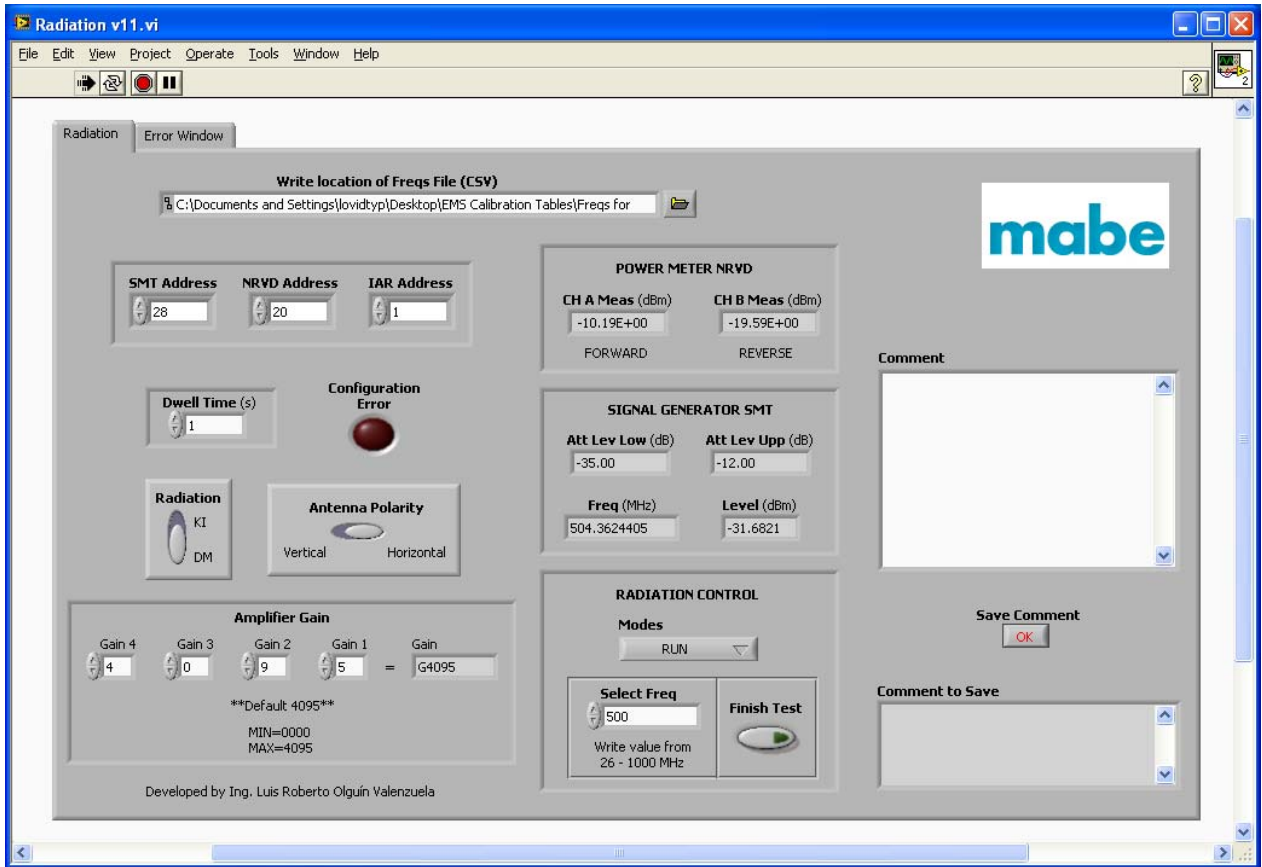 Radiation v11.vi
File Edit View Project Operate Tools Window Help
2
Radiation
Error Window
Write location of Freqs File (CSV)
C:\Documents and Settings\lovidtyp\Desktop\EMS Calibration Tables\Freqs for
mabe
SMT Address NRVD Address IAR Address
28 20 1
Dwell Time (s)
1
Configuration
Error
Radiation
KI
DM
Antenna Polarity
Vertical Horizontal
Amplifier Gain
Gain 4 Gain 3 Gain 2 Gain 1 Gain
4 0 9 5 = G4095
**Default 4095**
MIN=0000
MAX=4095
Developed by Ing. Luis Roberto Olguín Valenzuela
POWER METER NRVD
CH A Meas (dBm) CH B Meas (dBm)
-10.19E+00 -19.59E+00
FORWARD REVERSE
SIGNAL GENERATOR SMT
Att Lev Low (dB) Att Lev Upp (dB)
-35.00 -12.00
Freq (MHz) Level (dBm)
504.3624405 -31.6821
RADIATION CONTROL
Modes
RUN
Select Freq
500
Write value from
26 - 1000 MHz
Finish Test
Comment
Save Comment
OK
Comment to Save